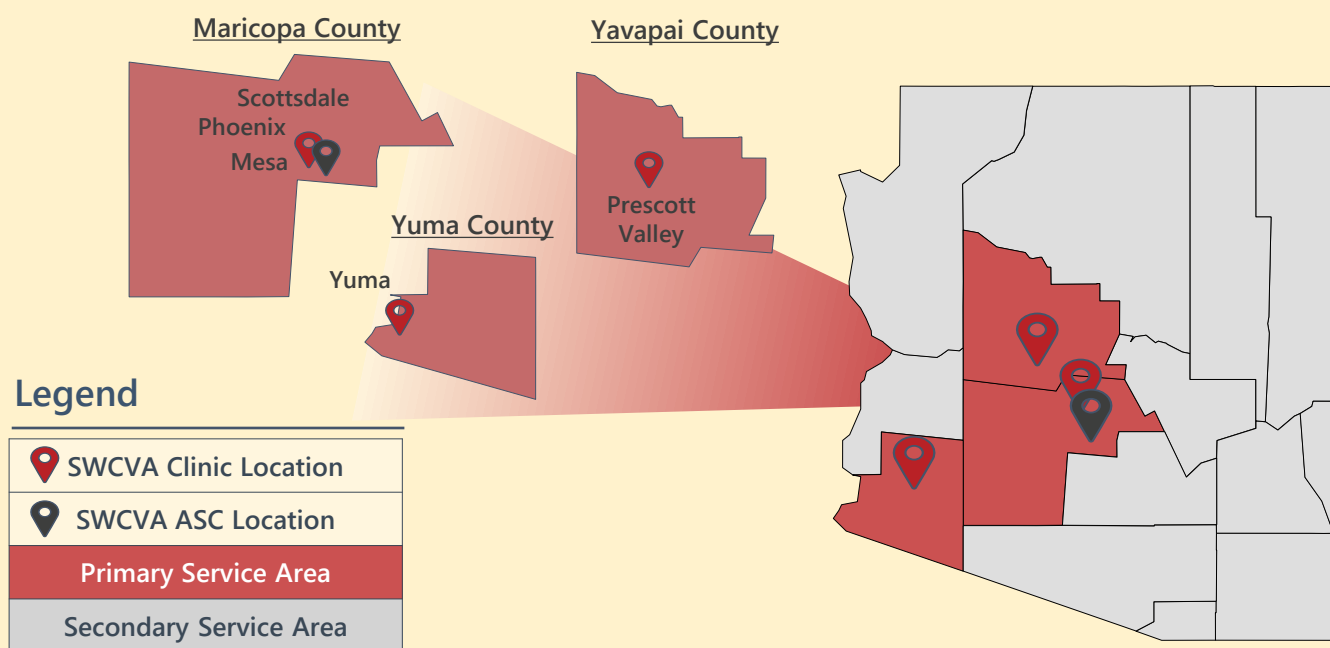 Maricopa County
Yavapai County
Scottsdale
Phoenix
Mesa
Prescott
Valley
Yuma County
Yuma
Legend
SWCVA Clinic Location
SWCVA ASC Location
Primary Service Area
Secondary Service Area